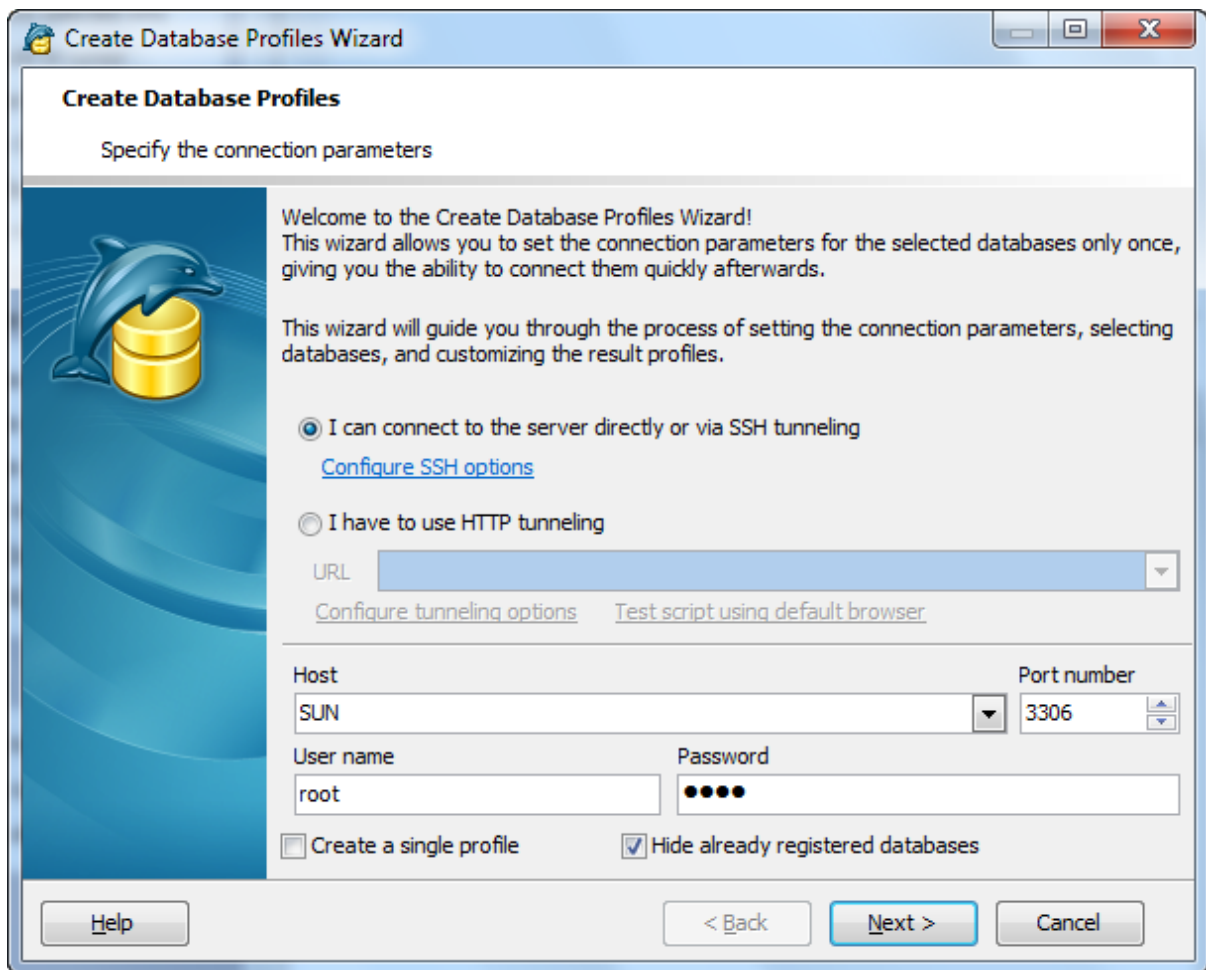 Create Database Profiles Wizard
Create Database Profiles
Specify the connection parameters
Welcome to the Create Database Profiles Wizard!
This wizard allows you to set the connection parameters for the selected databases only once,
giving you the ability to connect them quickly afterwards.
This wizard will guide you through the process of setting the connection parameters, selecting
databases, and customizing the result profiles.
I can connect to the server directly or via SSH tunneling
Configure SSH options
I have to use HTTP tunneling
URL
Configure tunneling options Test script using default browser
Host Port number
SUN 3306
User name Password
root ●●●●
Create a single profile Hide already registered databases
Help < Back Next > Cancel